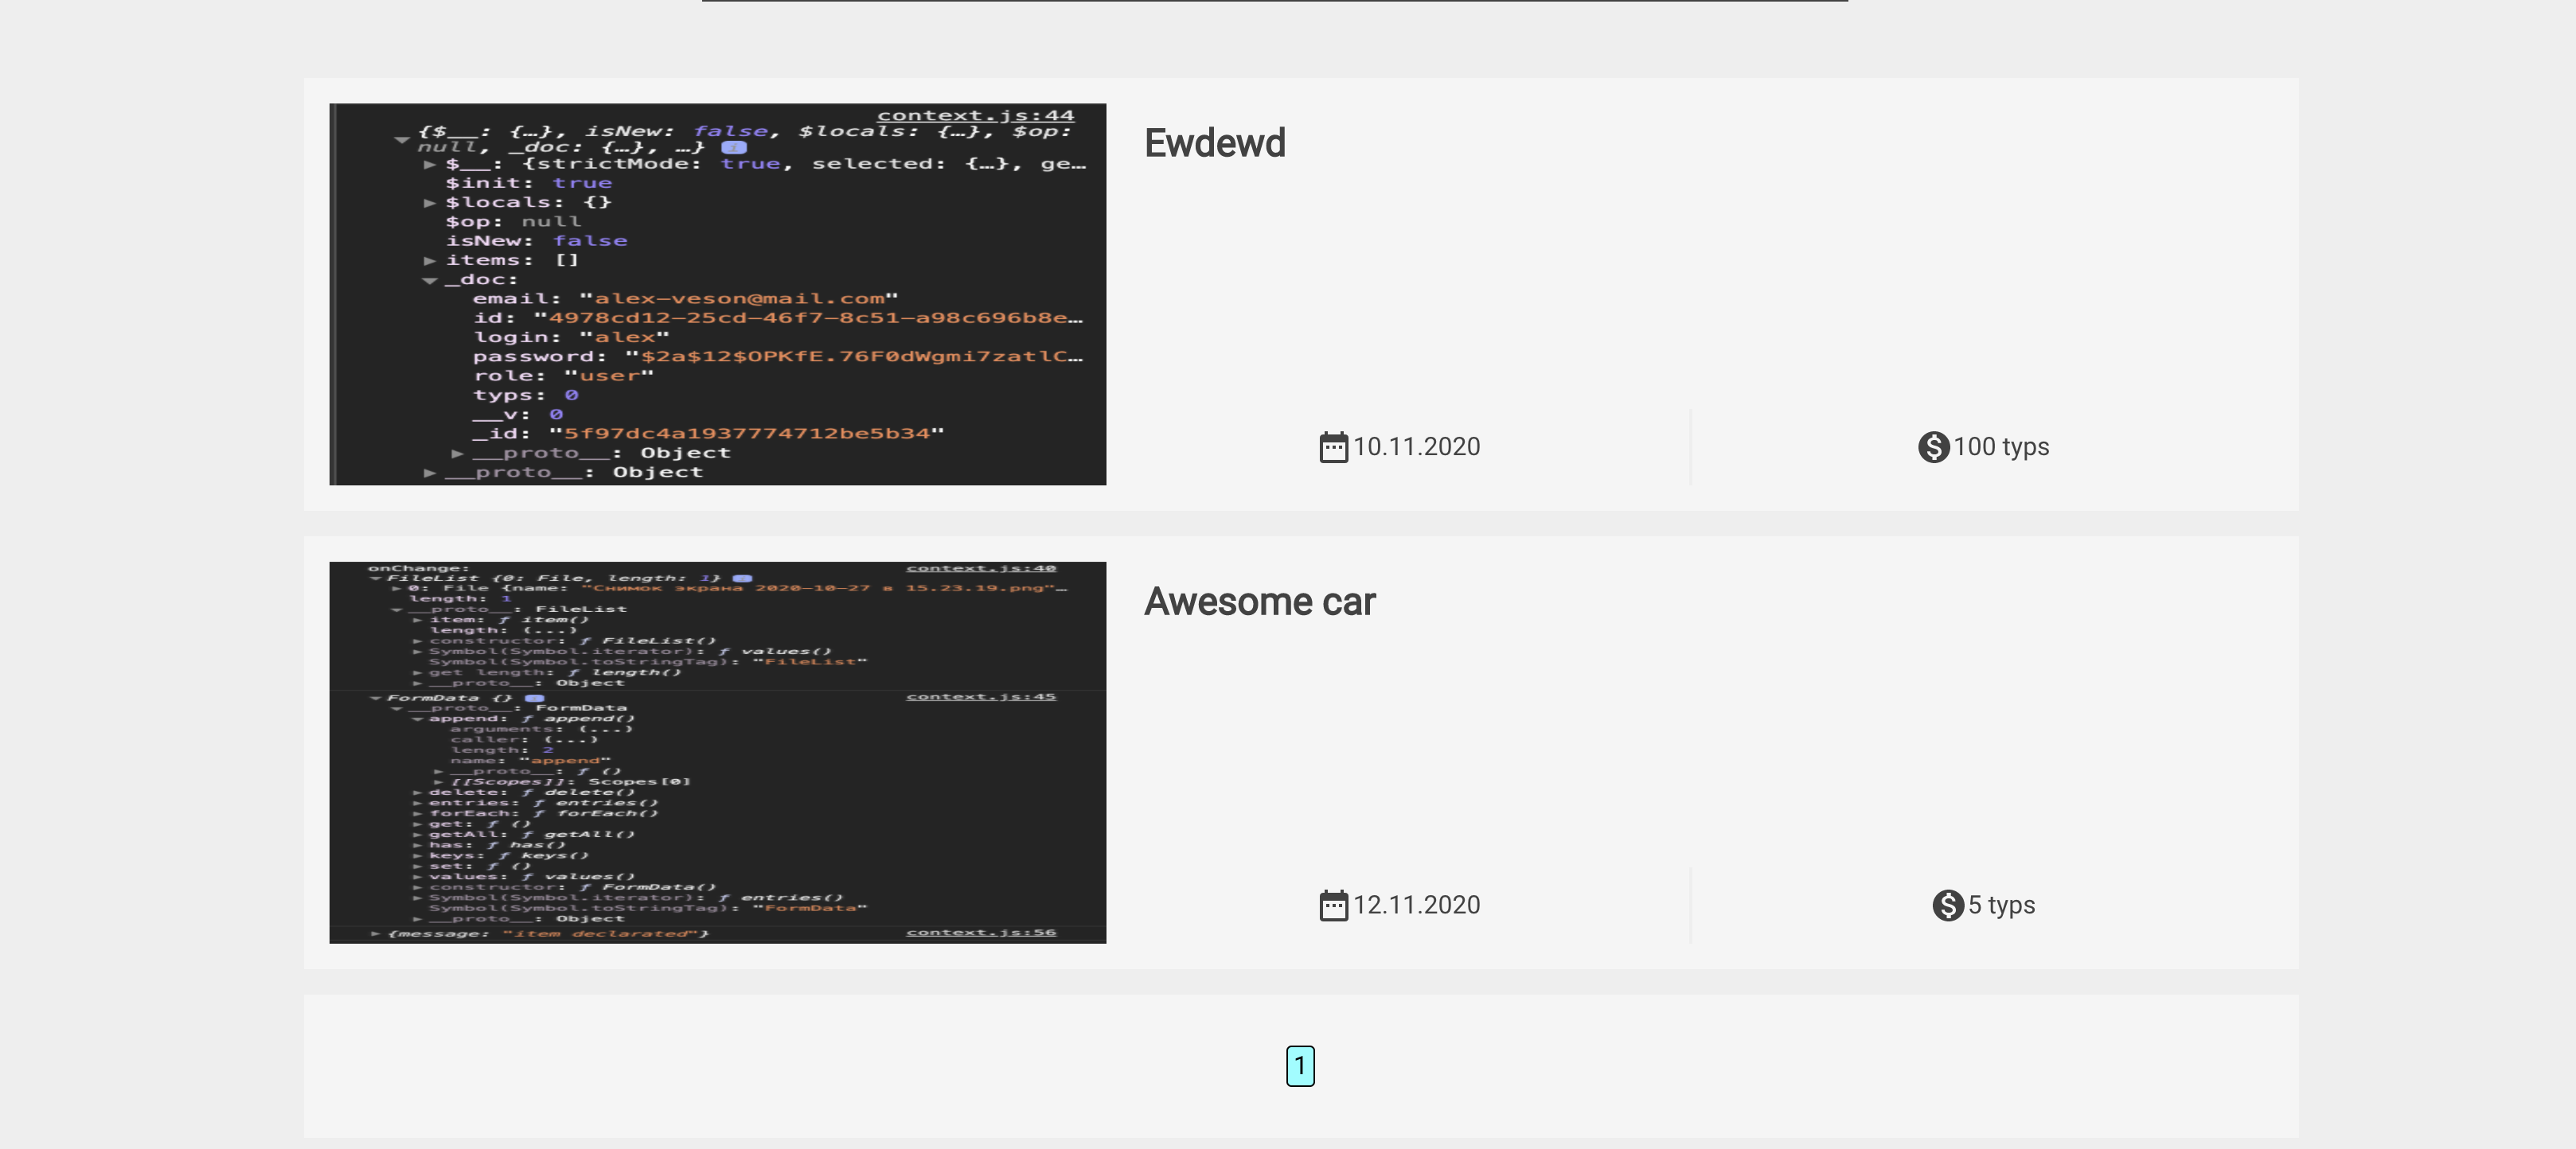 context.js:44
{$__: {…}, isNew: false, $locals: {…}, $op:
null, _doc: {…}, …} i
$__: {strictMode: true, selected: {…}, ge…
$init: true
$locals: {}
$op: null
isNew: false
items: []
_doc:
email: "alex-veson@mail.com"
id: "4978cd12-25cd-46f7-8c51-a98c696b8e…
login: "alex"
password: "$2a$12$OPKfE.76F0dWgmi7zatlC…
role: "user"
typs: 0
__v: 0
_id: "5f97dc4a1937774712be5b34"
__proto__: Object
__proto__: Object
Ewdewd
10.11.2020
100 typs
onChange: context.js:40
FileList {0: File, length: 1}
0: File {name: "Снимок экрана 2020-10-27 в 15.23.19.png"…
length: 1
__proto__: FileList
item: ƒ item()
length: (...)
constructor: ƒ FileList()
Symbol(Symbol.iterator): ƒ values()
Symbol(Symbol.toStringTag): "FileList"
get length: ƒ length()
__proto__: Object
FormData {} context.js:45
__proto__: FormData
append: ƒ append()
arguments: (...)
caller: (...)
length: 2
name: "append"
__proto__: ƒ ()
[[Scopes]]: Scopes[0]
delete: ƒ delete()
entries: ƒ entries()
forEach: ƒ forEach()
get: ƒ ()
getAll: ƒ getAll()
has: ƒ has()
keys: ƒ keys()
set: ƒ ()
values: ƒ values()
constructor: ƒ FormData()
Symbol(Symbol.iterator): ƒ entries()
Symbol(Symbol.toStringTag): "FormData"
__proto__: Object
{message: "item declarated"} context.js:56
Awesome car
12.11.2020
5 typs
1